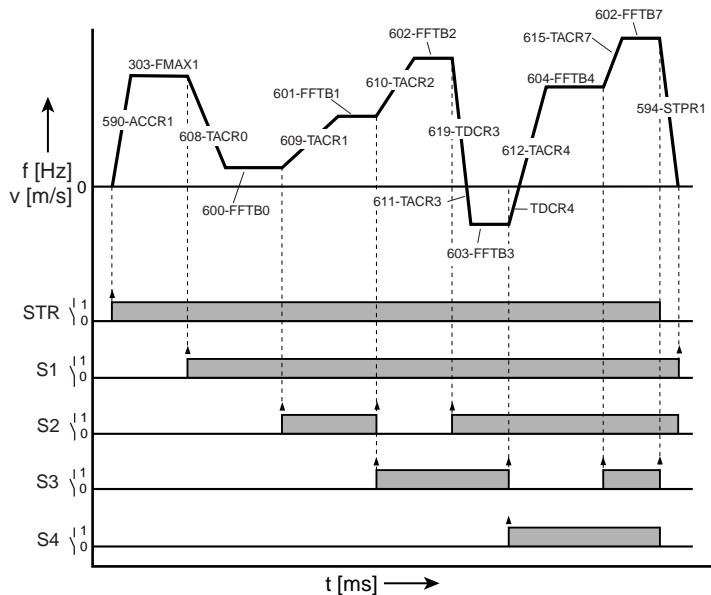 602-FFTB7
602-FFTB2
615-TACR7
303-FMAX1
610-TACR2
604-FFTB4
601-FFTB1
590-ACCR1
594-STPR1
608-TACR0
609-TACR1
619-TDCR3
612-TACR4
f [Hz]
v [m/s]
0
600-FFTB0
611-TACR3
TDCR4
603-FFTB3
STR 1
0
S1 1
0
S2 1
0
S3 1
0
S4 1
0
t [ms]